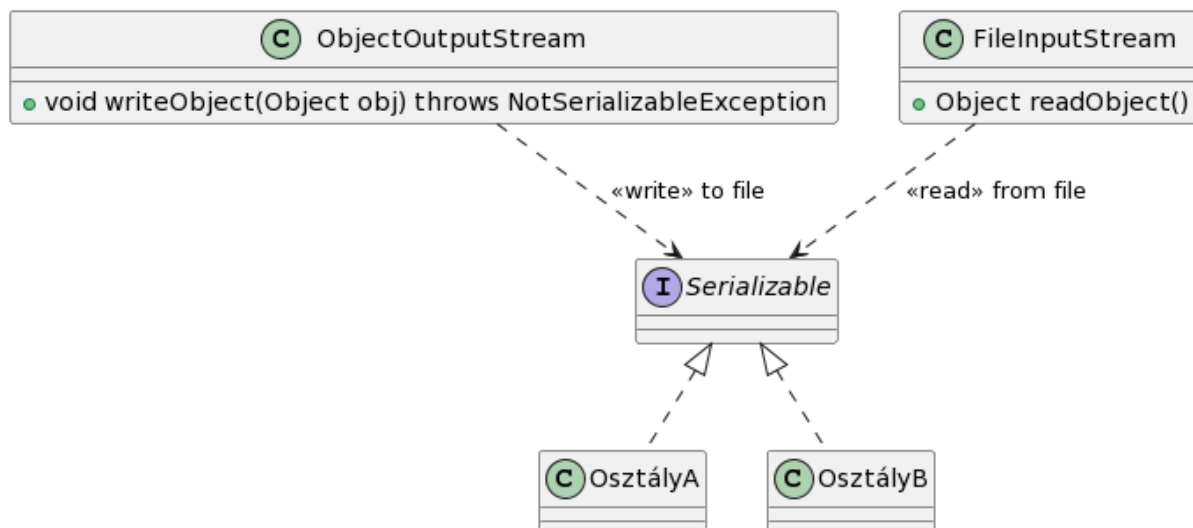 C ObjectOutputStream
void writeObject(Object obj) throws NotSerializableException
C FileInputStream
Object readObject()
«write» to file
«read» from file
I Serializable
C OsztályA
C OsztályB